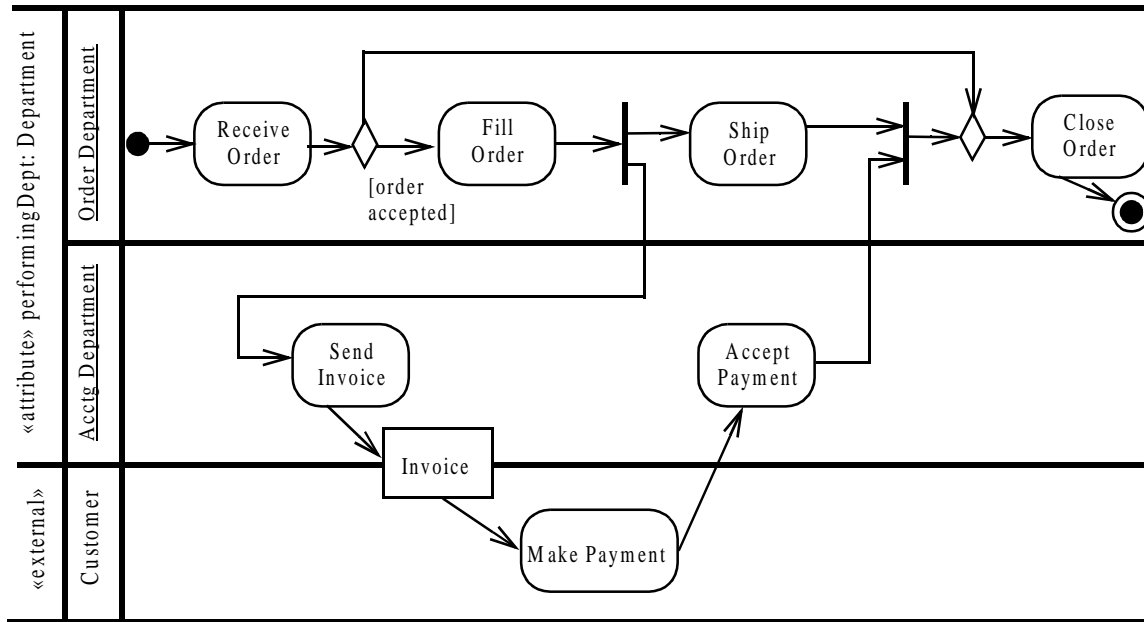 «attribute» performingDept: Department
Order Department
Receive
Order
[order
accepted]
Fill
Order
Ship
Order
Close
Order
Acctg Department
Send
Invoice
Accept
Payment
Invoice
«external»
Customer
Make Payment